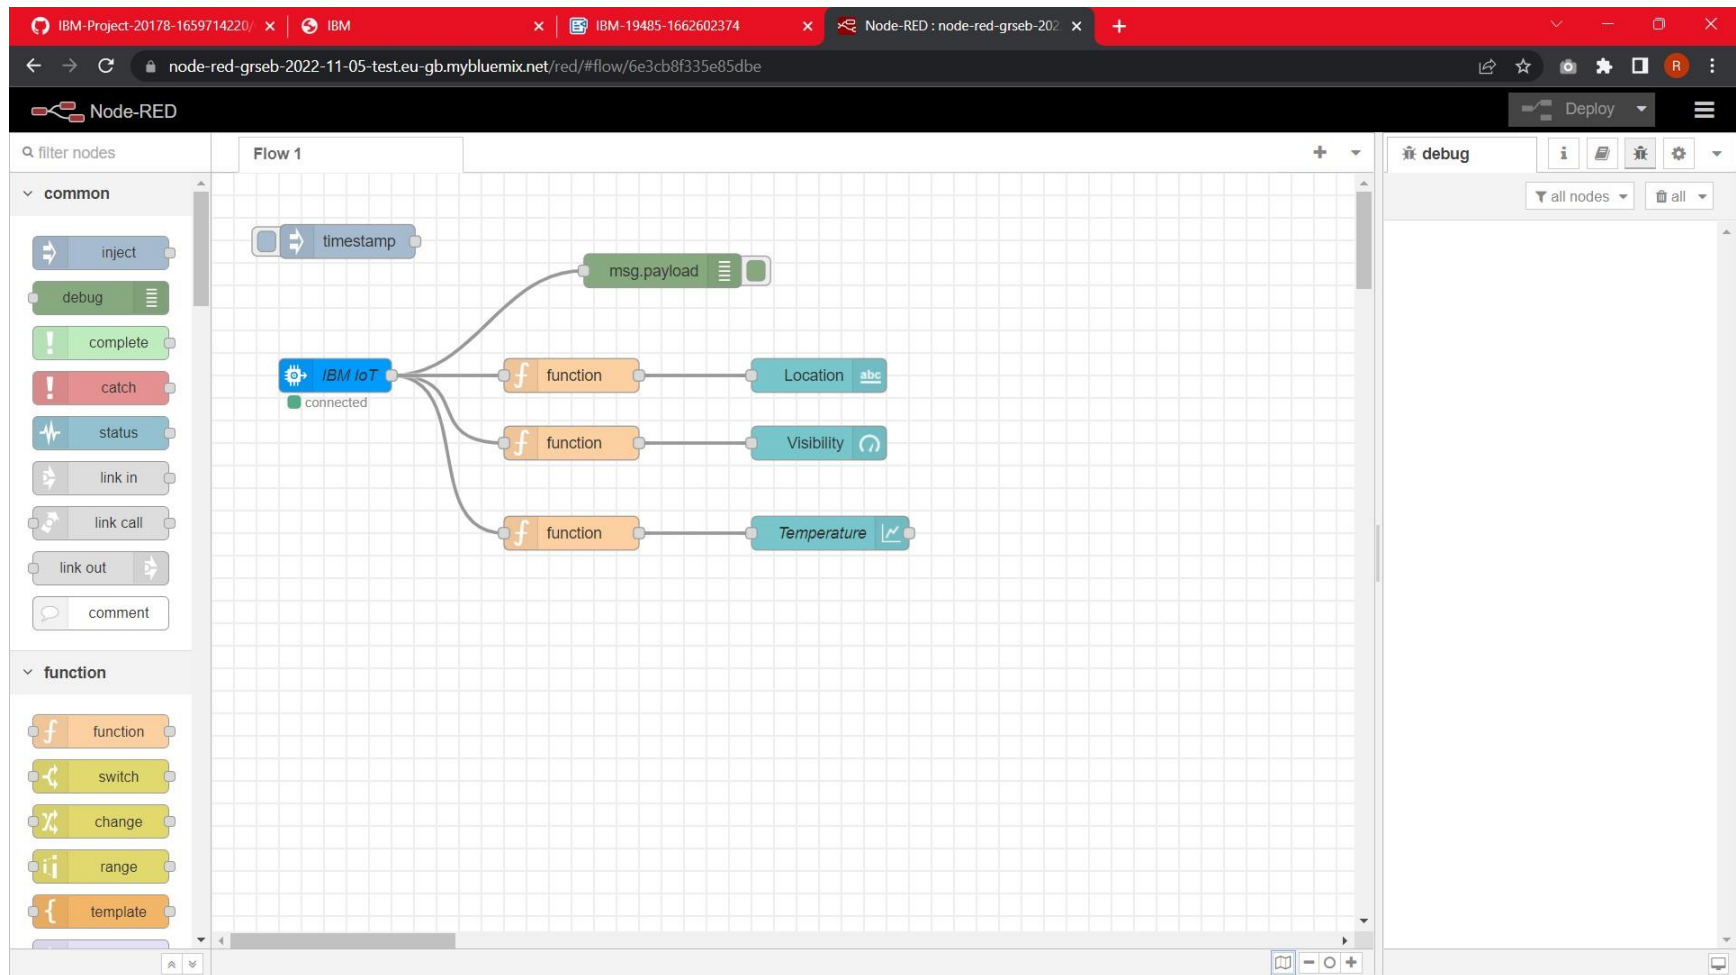 IBM-Project-20178-1659714220/
IBM
IBM-19485-1662602374
Node-RED : node-red-grseb-202
node-red-grseb-2022-11-05-test.eu-gb.mybluemix.net/red/#flow/6e3cb8f335e85dbe
R
Node-RED
Deploy
filter nodes
Flow 1
debug
i
common
all nodes
all
inject
debug
complete
catch
status
link in
link call
link out
comment
function
function
switch
change
range
template
timestamp
msg.payload
IBM IoT
connected
function
Location
abc
function
Visibility
function
Temperature